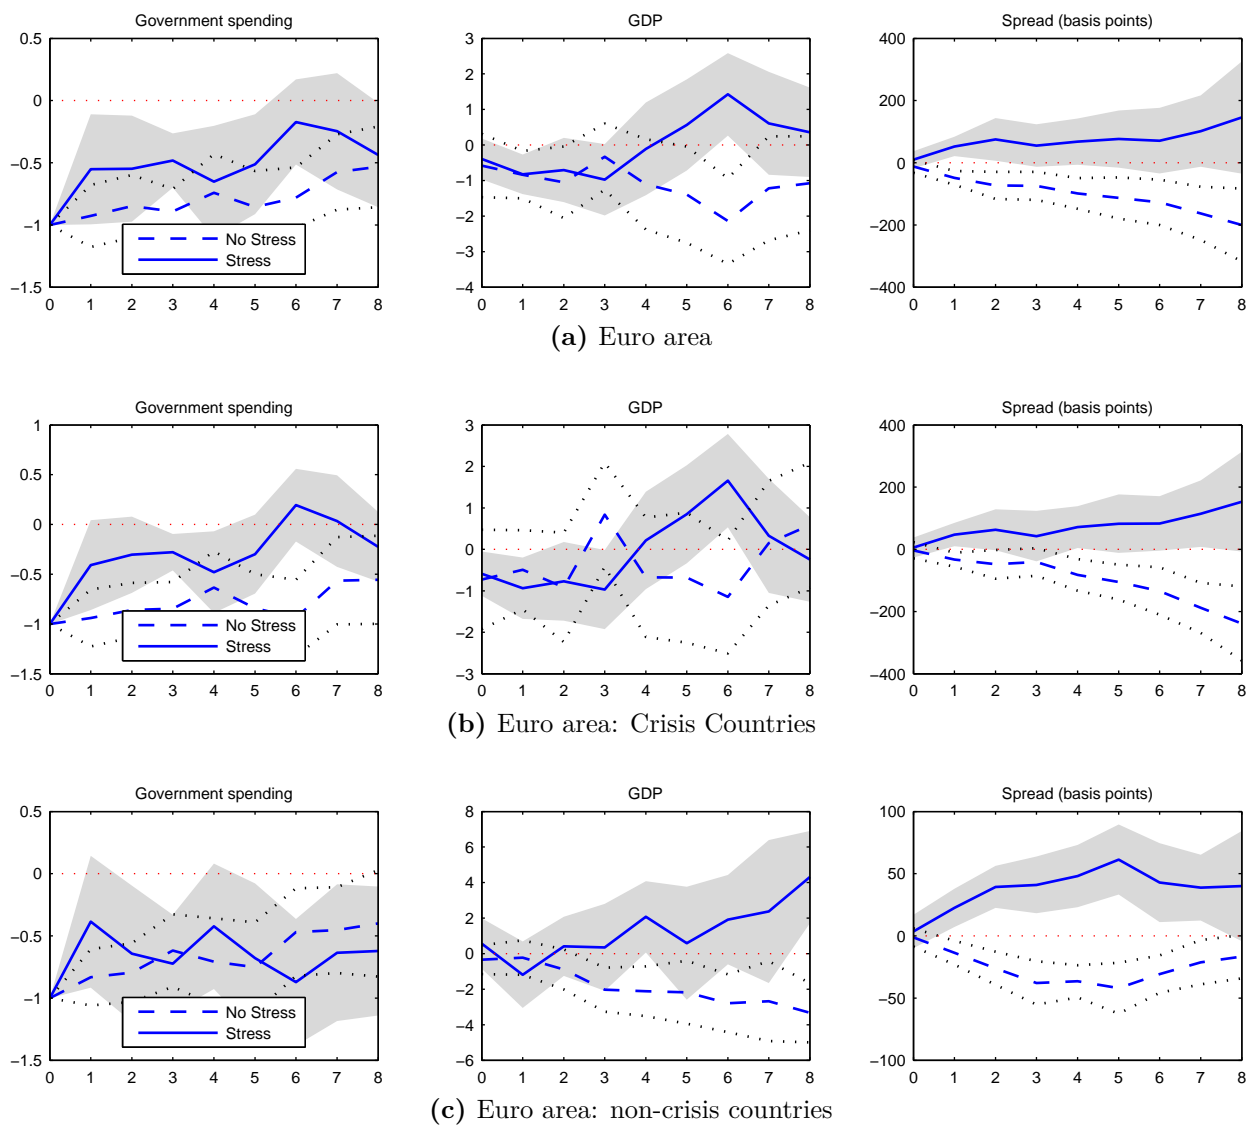 Government spending
GDP
Spread (basis points)
0.5
0
−0.5
−1
−1.5
0 1 2 3 4 5 6 7 8
No Stress
Stress
3
2
1
0
−1
−2
−3
−4
0 1 2 3 4 5 6 7 8
400
200
0
−200
−400
0 1 2 3 4 5 6 7 8
(a) Euro area
Government spending
GDP
Spread (basis points)
1
0.5
0
−0.5
−1
−1.5
0 1 2 3 4 5 6 7 8
No Stress
Stress
3
2
1
0
−1
−2
−3
0 1 2 3 4 5 6 7 8
400
200
0
−200
−400
0 1 2 3 4 5 6 7 8
(b) Euro area: Crisis Countries
Government spending
GDP
Spread (basis points)
0.5
0
−0.5
−1
−1.5
0 1 2 3 4 5 6 7 8
No Stress
Stress
8
6
4
2
0
−2
−4
−6
0 1 2 3 4 5 6 7 8
100
50
0
−50
−100
0 1 2 3 4 5 6 7 8
(c) Euro area: non-crisis countries